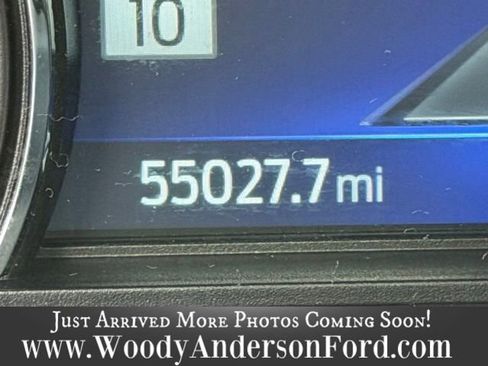 10
55027.7 mi
Just Arrived More Photos Coming Soon!
www.WoodyAndersonFord.com